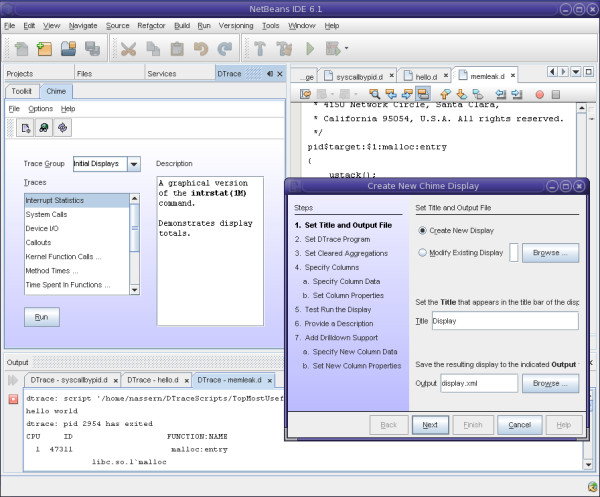 NetBeans IDE 6.1
File Edit View Navigate Source Refactor Build Run Versioning Tools Window Help
Projects Files Services DTrace
Toolkit Chime
File Options Help
Trace Group Initial Displays
Description
Traces
Interrupt Statistics
System Calls
Device I/O
Callouts
Kernel Function Calls ...
Method Times ...
Time Spent In Functions ...
A graphical version
of the intrstat(1M)
command.
Demonstrates display
totals.
Run
...ge syscallbypid.d hello.d memleak.d
* 4150 Network Circle, Santa Clara,
* California 95054, U.S.A. All rights reserved.
*/
pid$target:$1:malloc:entry
{
ustack();
Create New Chime Display
Steps
1. Set Title and Output File
2. Set DTrace Program
3. Set Cleared Aggregations
4. Specify Columns
a. Specify Column Data
b. Set Column Properties
5. Test Run the Display
6. Provide a Description
7. Add Drilldown Support
a. Specify New Column Data
b. Set New Column Properties
Set Title and Output File
Create New Display
Modify Existing Display Browse ...
Set the Title that appears in the title bar of the disp
Title Display
Save the resulting display to the indicated Output
Output display.xml Browse ...
Back Next Finish Cancel Help
Output
DTrace - syscallbypid.d DTrace - hello.d DTrace - memleak.d
dtrace: script '/home/nassern/DTraceScripts/TopMostUsef
hello world
dtrace: pid 2954 has exited
CPU ID FUNCTION:NAME
1 47311 malloc:entry
libc.so.1`malloc